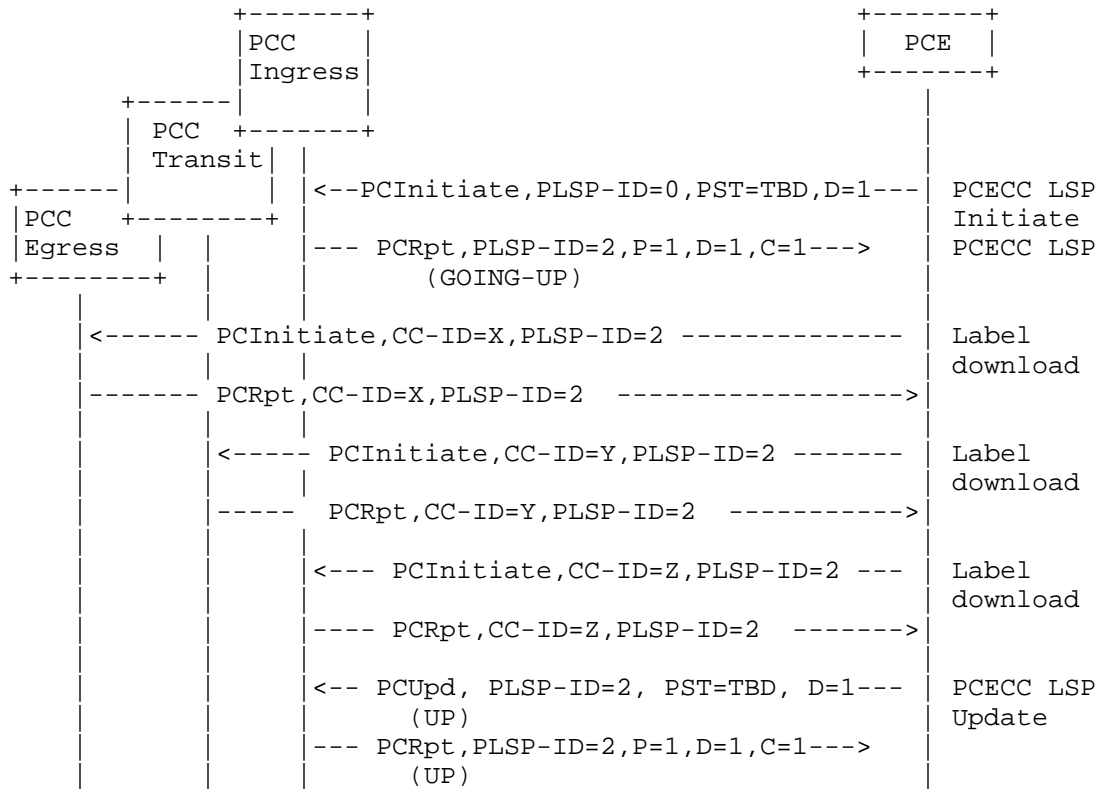 PCC PCE
Ingress
PCC
Transit
<--PCInitiate,PLSP-ID=0,PST=TBD,D=1--- PCECC LSP
PCC Initiate
Egress --- PCRpt,PLSP-ID=2,P=1,D=1,C=1---> PCECC LSP
(GOING-UP)
<------ PCInitiate,CC-ID=X,PLSP-ID=2 -------------- Label
download
------- PCRpt,CC-ID=X,PLSP-ID=2 ------------------>
<----- PCInitiate,CC-ID=Y,PLSP-ID=2 ------- Label
download
----- PCRpt,CC-ID=Y,PLSP-ID=2 ----------->
<--- PCInitiate,CC-ID=Z,PLSP-ID=2 --- Label
download
---- PCRpt,CC-ID=Z,PLSP-ID=2 ------->
<-- PCUpd, PLSP-ID=2, PST=TBD, D=1--- PCECC LSP
(UP) Update
--- PCRpt,PLSP-ID=2,P=1,D=1,C=1--->
(UP)